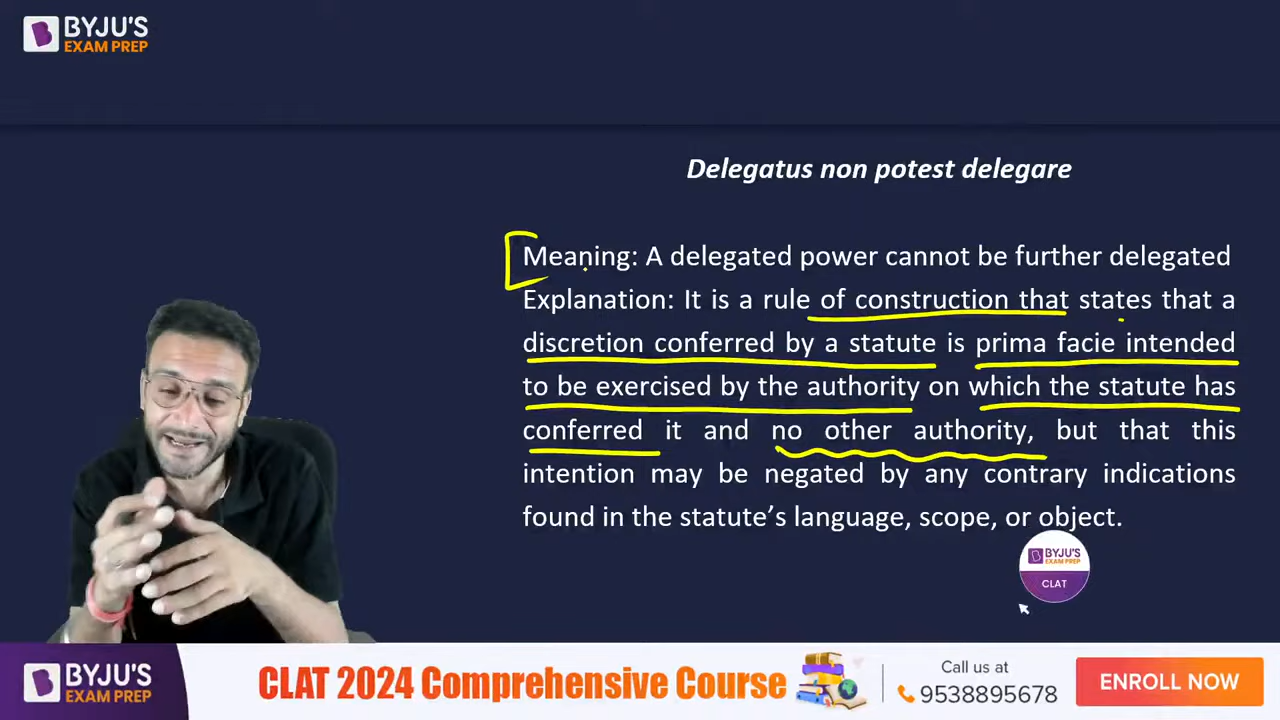 BYJU'S
EXAM PREP
Delegatus non potest delegare
Meaning: A delegated power cannot be further delegated
Explanation: It is a rule of construction that states that a
discretion conferred by a statute is prima facie intended
to be exercised by the authority on which the statute has
conferred it and no other authority, but that this
intention may be negated by any contrary indications
found in the statute's language, scope, or object.
BYJU'S
EXAM PREP
CLAT
BYJU'S
EXAM PREP
CLAT 2024 Comprehensive Course
Call us at
9538895678
ENROLL NOW